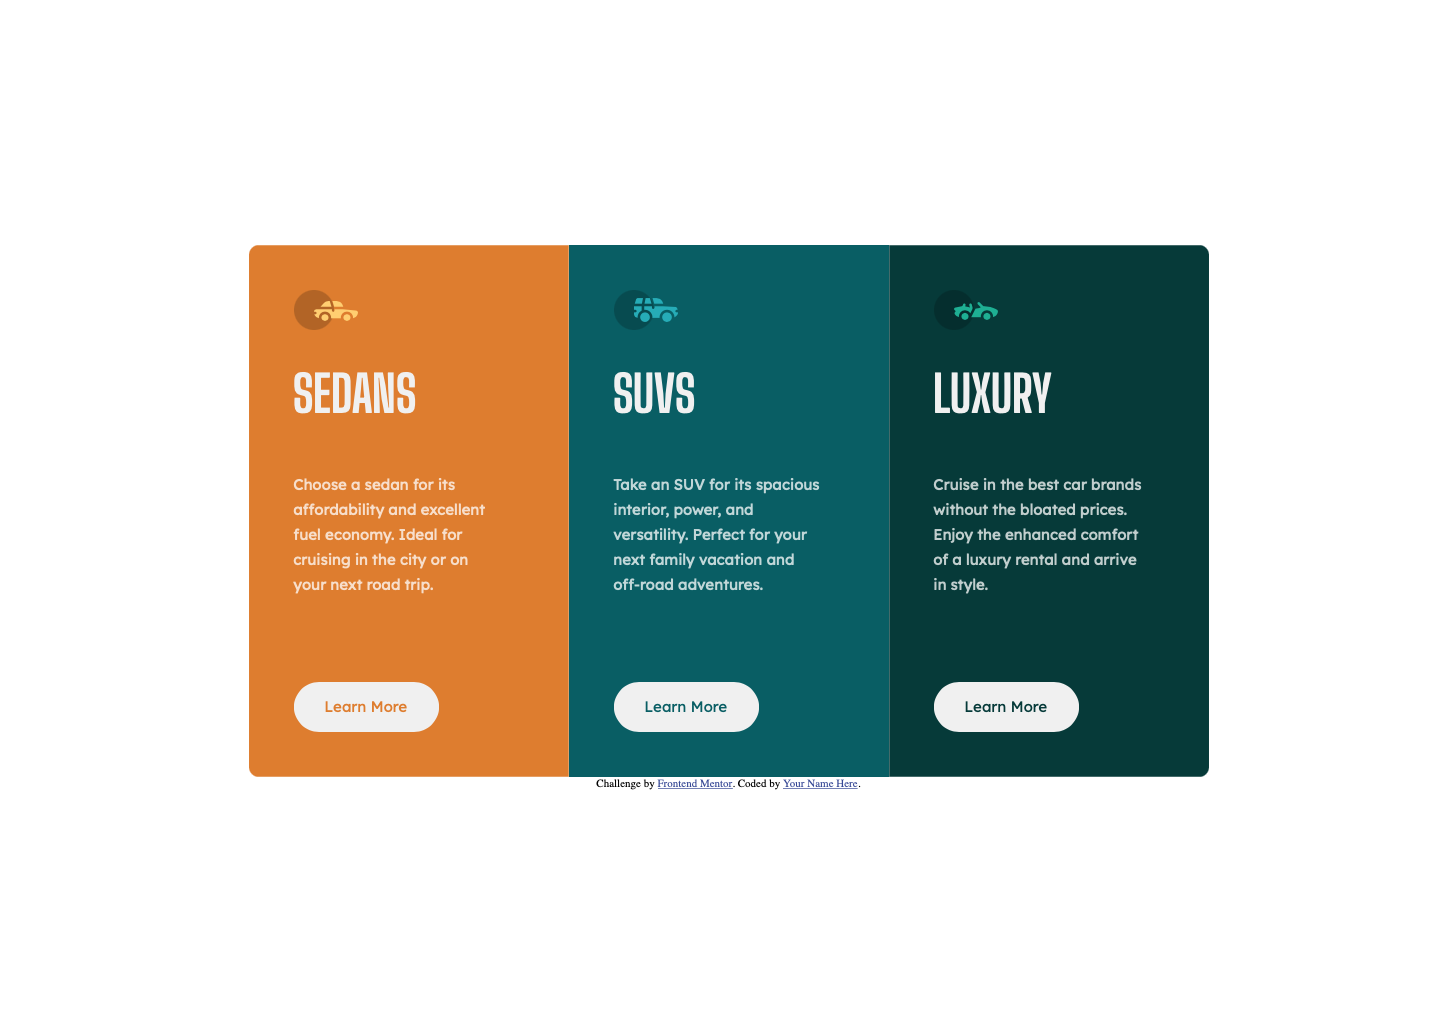 SEDANS
Choose a sedan for its
affordability and excellent
fuel economy. Ideal for
cruising in the city or on
your next road trip.
Learn More
SUVS
Take an SUV for its spacious
interior, power, and
versatility. Perfect for your
next family vacation and
off-road adventures.
Learn More
LUXURY
Cruise in the best car brands
without the bloated prices.
Enjoy the enhanced comfort
of a luxury rental and arrive
in style.
Learn More
Challenge by Frontend Mentor. Coded by Your Name Here.